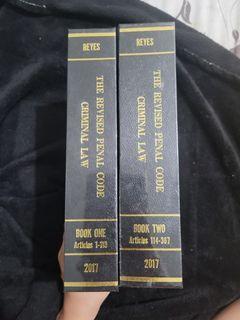 REYES
THE REVISED PENAL CODE
CRIMINAL LAW
BOOK ONE
Articles 1-113
2017
REYES
THE REVISED PENAL CODE
CRIMINAL LAW
BOOK TWO
Articles 114-367
2017